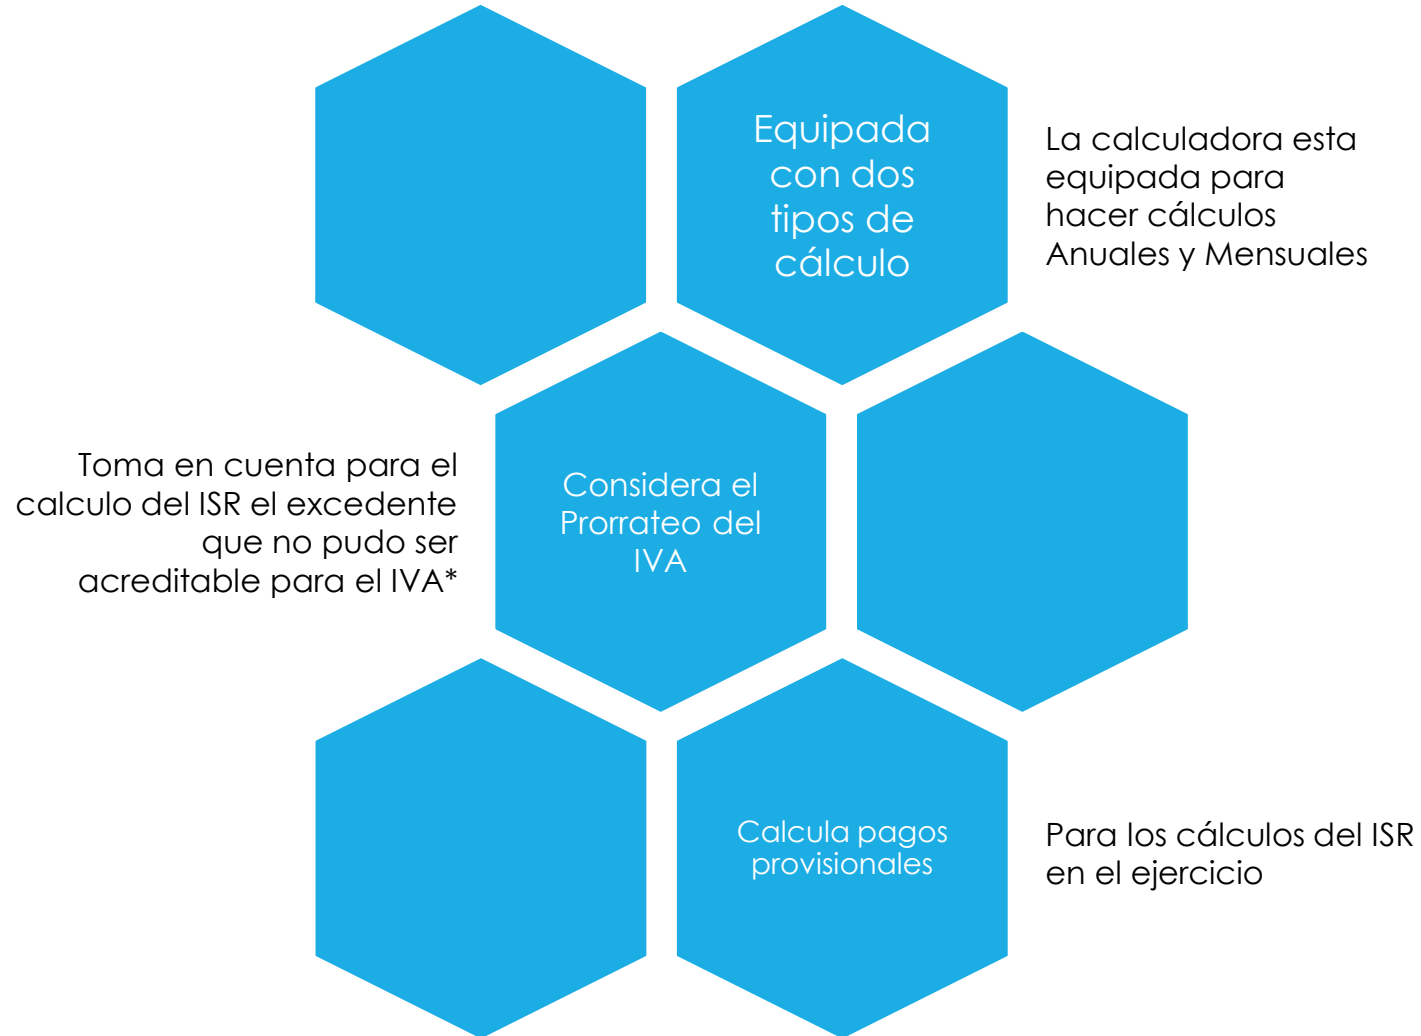 Equipada
con dos
tipos de
cálculo
La calculadora esta
equipada para
hacer cálculos
Anuales y Mensuales
Toma en cuenta para el
calculo del ISR el excedente
que no pudo ser
acreditable para el IVA*
Considera el
Prorrateo del
IVA
Calcula pagos
provisionales
Para los cálculos del ISR
en el ejercicio